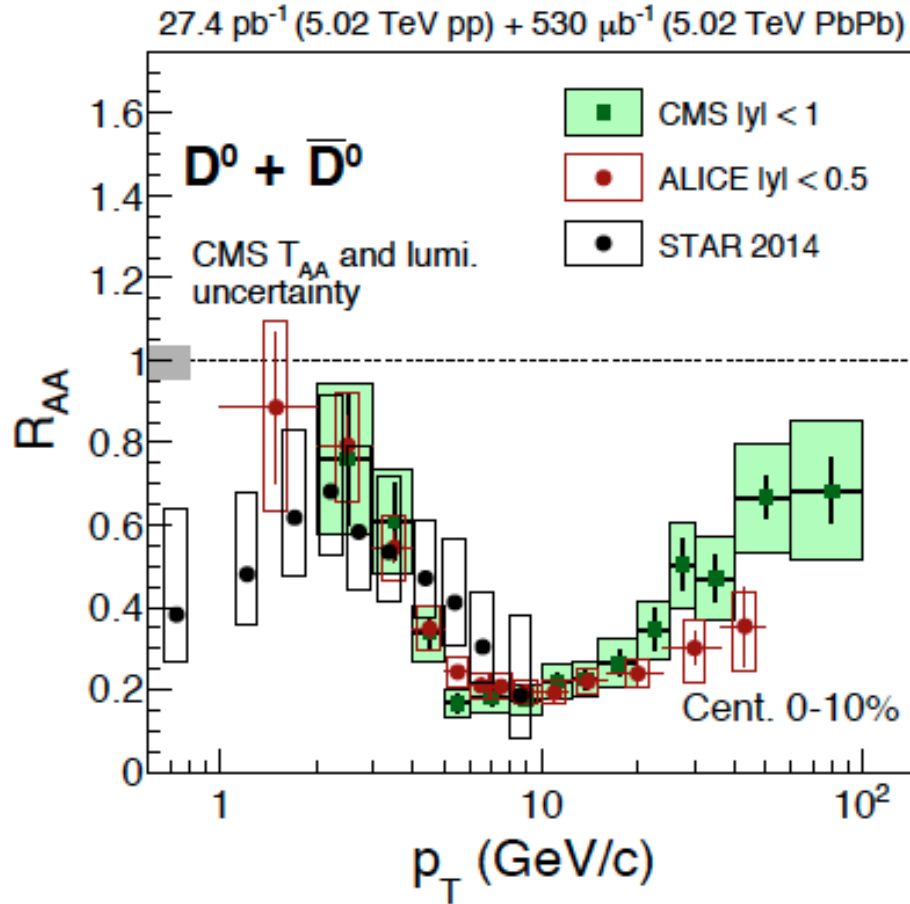 27.4 pb⁻¹ (5.02 TeV pp) + 530 μb⁻¹ (5.02 TeV PbPb)
CMS |y| < 1
ALICE |y| < 0.5
STAR 2014
D⁰ + D̅⁰
CMS T_AA and lumi.
uncertainty
R_AA
1.6
1.4
1.2
1
0.8
0.6
0.4
0.2
0
Cent. 0-10%
1
10
10²
p_T (GeV/c)